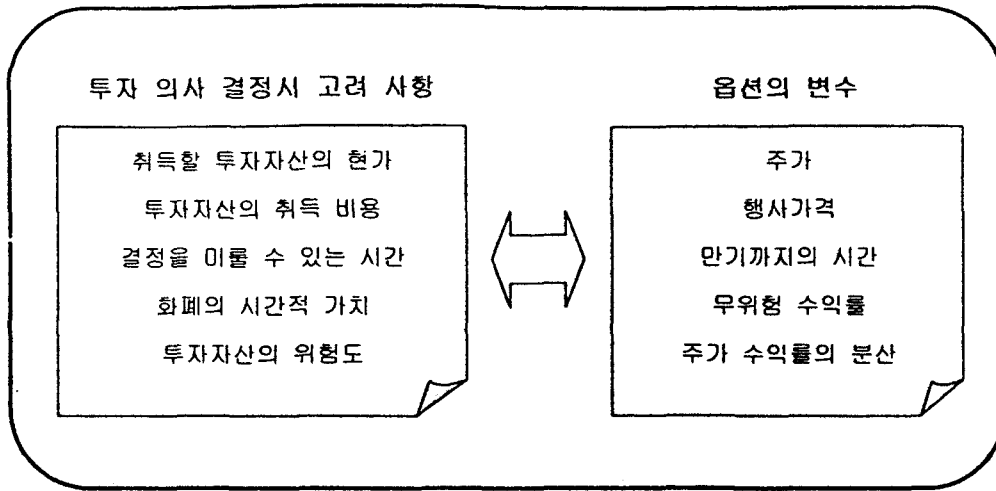 투자 의사 결정시 고려 사항
취득할 투자자산의 현가
투자자산의 취득 비용
결정을 미룰 수 있는 시간
화폐의 시간적 가치
투자자산의 위험도
옵션의 변수
주가
행사가격
만기까지의 시간
무위험 수익률
주가 수익률의 분산